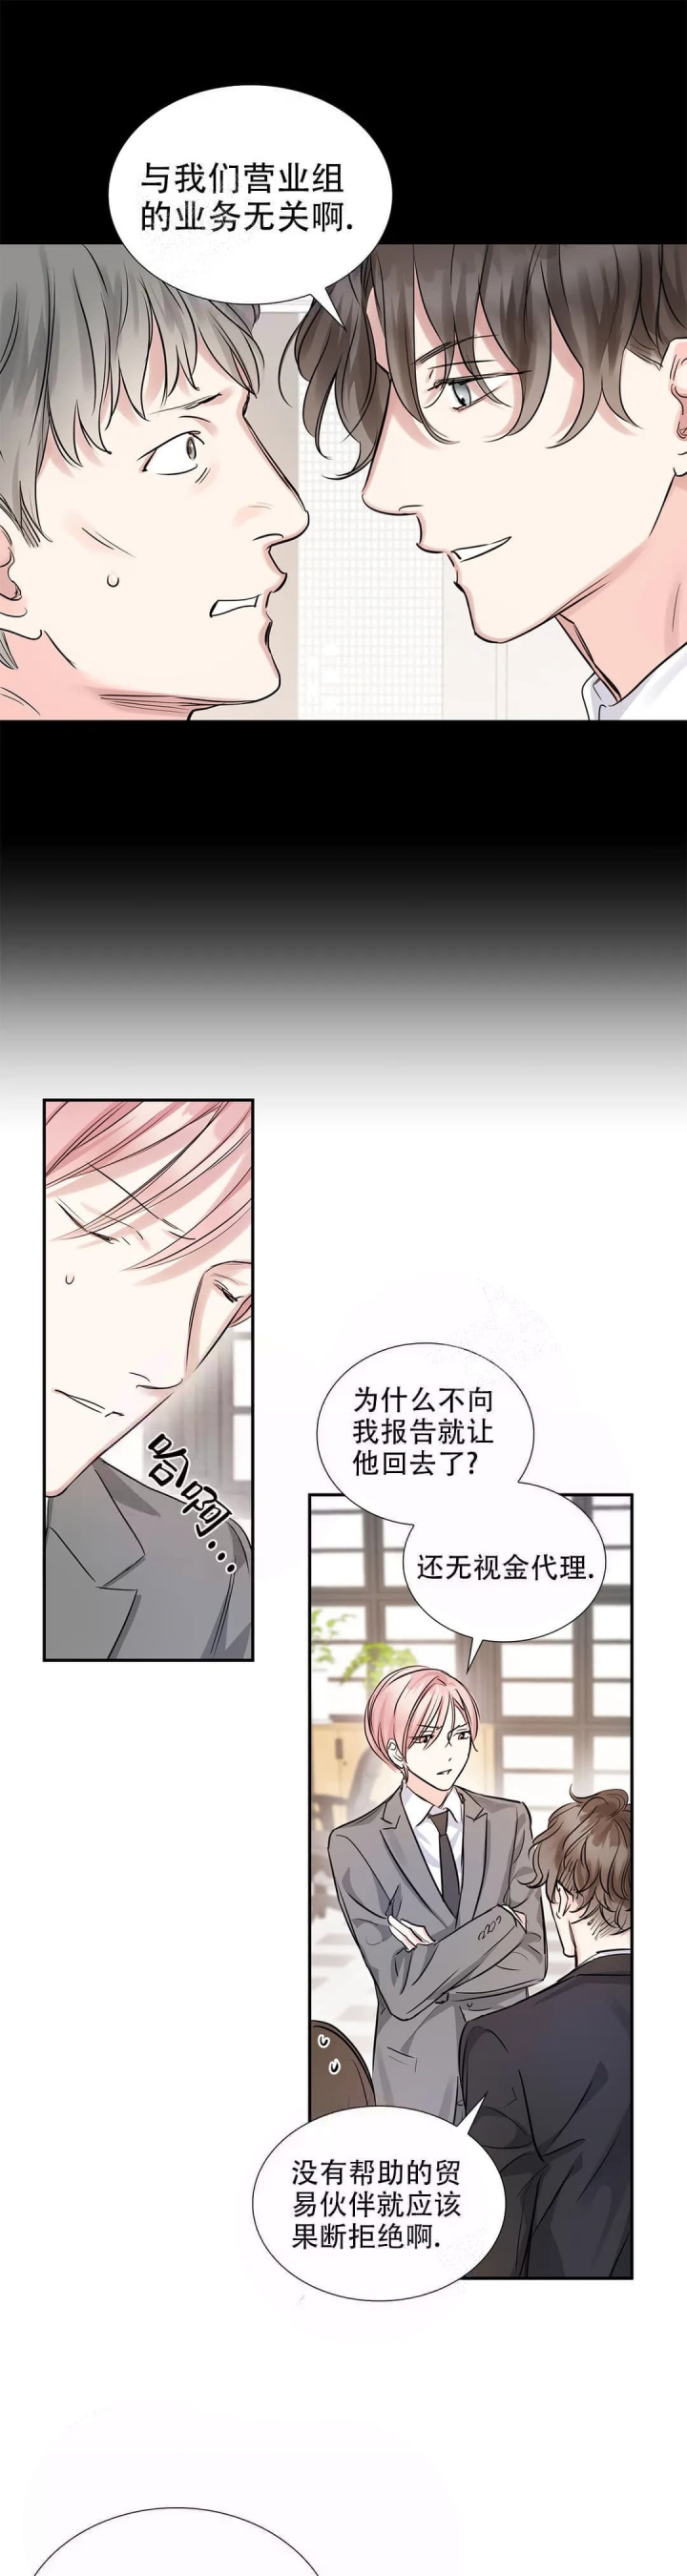 与我们营业组
的业务无关啊.
哈啊...
为什么不向
我报告就让
他回去了?
还无视金代理.
没有帮助的贸
易伙伴就应该
果断拒绝啊.